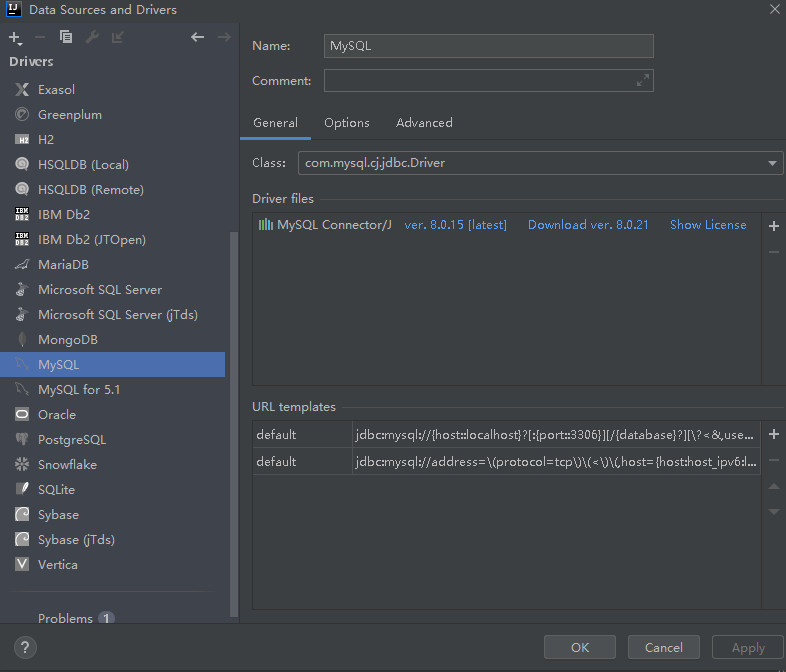 Data Sources and Drivers
Drivers
Exasol
Greenplum
H2
HSQLDB (Local)
HSQLDB (Remote)
IBM Db2
IBM Db2 (JTOpen)
MariaDB
Microsoft SQL Server
Microsoft SQL Server (jTds)
MongoDB
MySQL
MySQL for 5.1
Oracle
PostgreSQL
Snowflake
SQLite
Sybase
Sybase (jTds)
Vertica
Problems 1
Name: MySQL
Comment:
General Options Advanced
Class: com.mysql.cj.jdbc.Driver
Driver files
MySQL Connector/J ver. 8.0.15 [latest] Download ver. 8.0.21 Show License
URL templates
default jdbc:mysql://{host::localhost}?[:{port::3306}][/{database}?][\?<&,use...
default jdbc:mysql://address=\(protocol=tcp\)\(<\)\(,host={host:host_ipv6:l...
? OK Cancel Apply